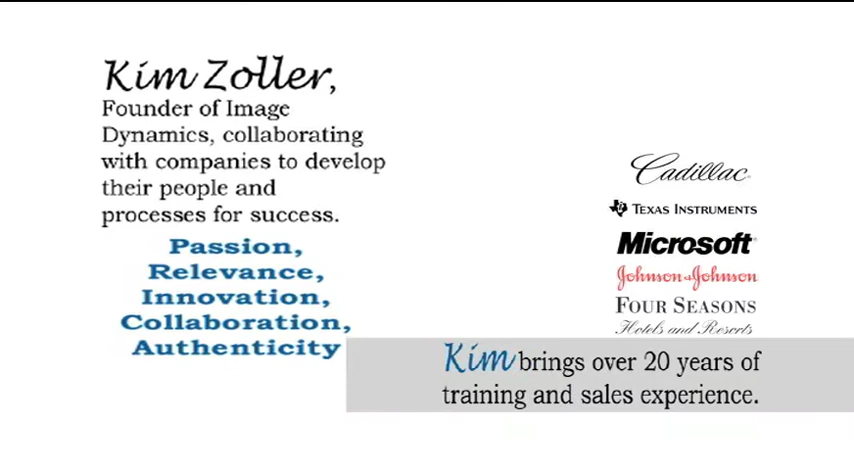 Kim Zoller,
Founder of Image
Dynamics, collaborating
with companies to develop
their people and
processes for success.
Passion,
Relevance,
Innovation,
Collaboration,
Authenticity
Cadillac
TEXAS INSTRUMENTS
Microsoft
Johnson & Johnson
FOUR SEASONS
Hotels and Resorts
Kim brings over 20 years of
training and sales experience.